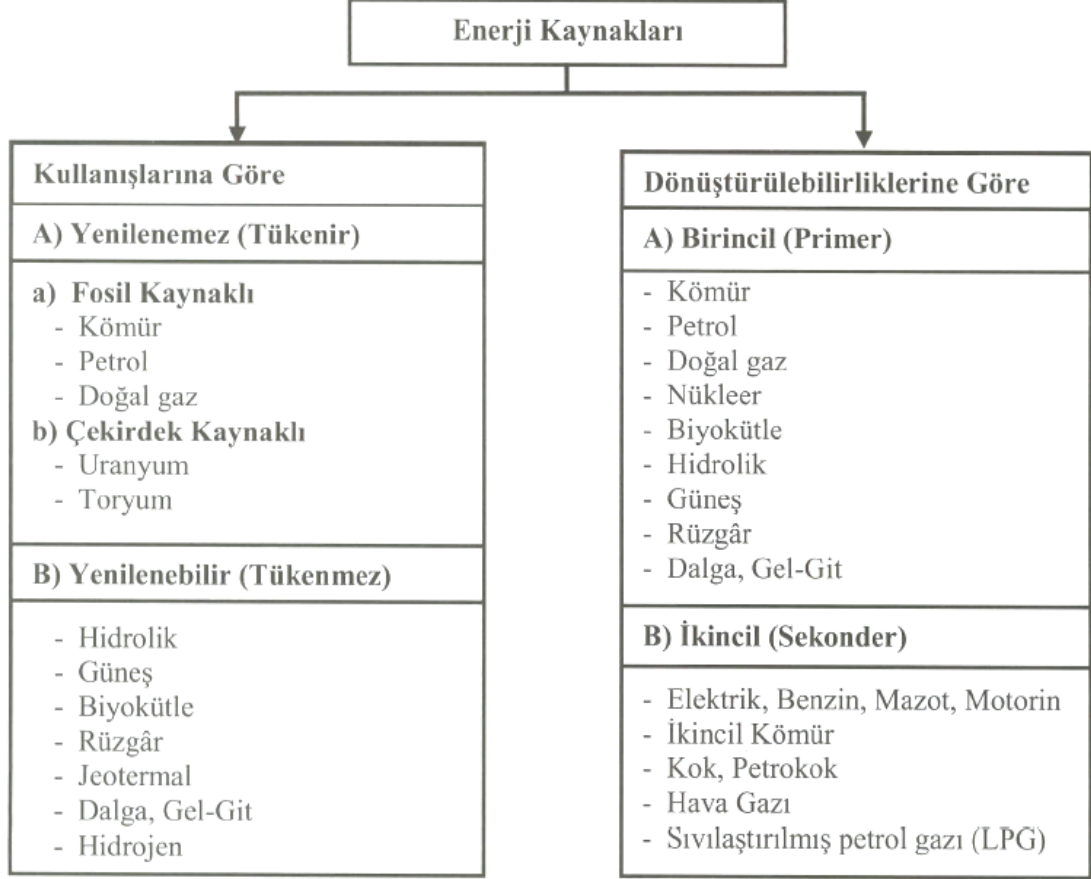 Enerji Kaynakları
Kullanışlarına Göre
A) Yenilenemez (Tükenir)
a) Fosil Kaynaklı
- Kömür
- Petrol
- Doğal gaz
b) Çekirdek Kaynaklı
- Uranyum
- Toryum
B) Yenilenebilir (Tükenmez)
- Hidrolik
- Güneş
- Biyokütle
- Rüzgâr
- Jeotermal
- Dalga, Gel-Git
- Hidrojen
Dönüştürülebilirliklerine Göre
A) Birincil (Primer)
- Kömür
- Petrol
- Doğal gaz
- Nükleer
- Biyokütle
- Hidrolik
- Güneş
- Rüzgâr
- Dalga, Gel-Git
B) İkincil (Sekonder)
- Elektrik, Benzin, Mazot, Motorin
- İkincil Kömür
- Kok, Petrokok
- Hava Gazı
- Sıvılaştırılmış petrol gazı (LPG)